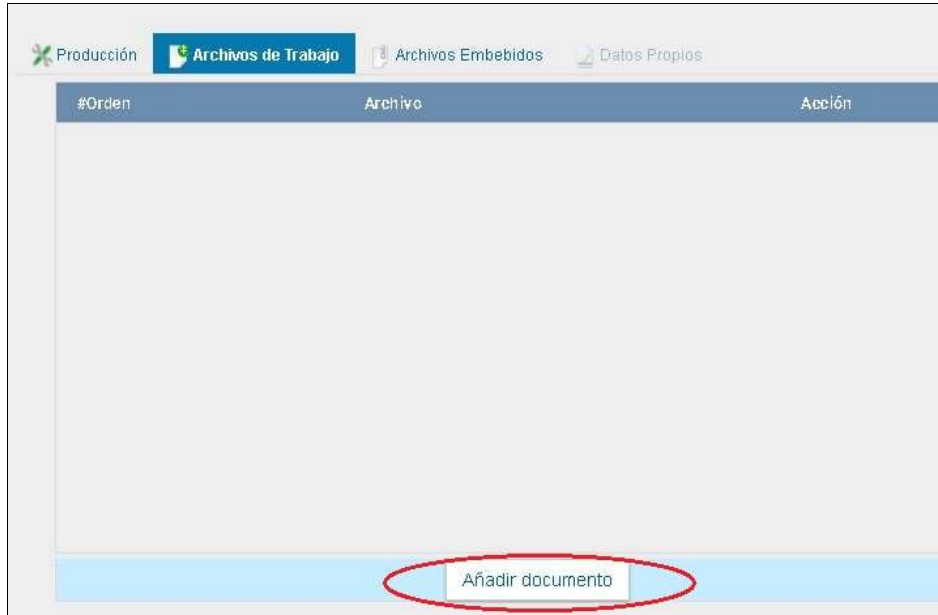 Producción Archivos de Trabajo Archivos Embebidos Datos Propios
#Orden Archivo Acción
Añadir documento